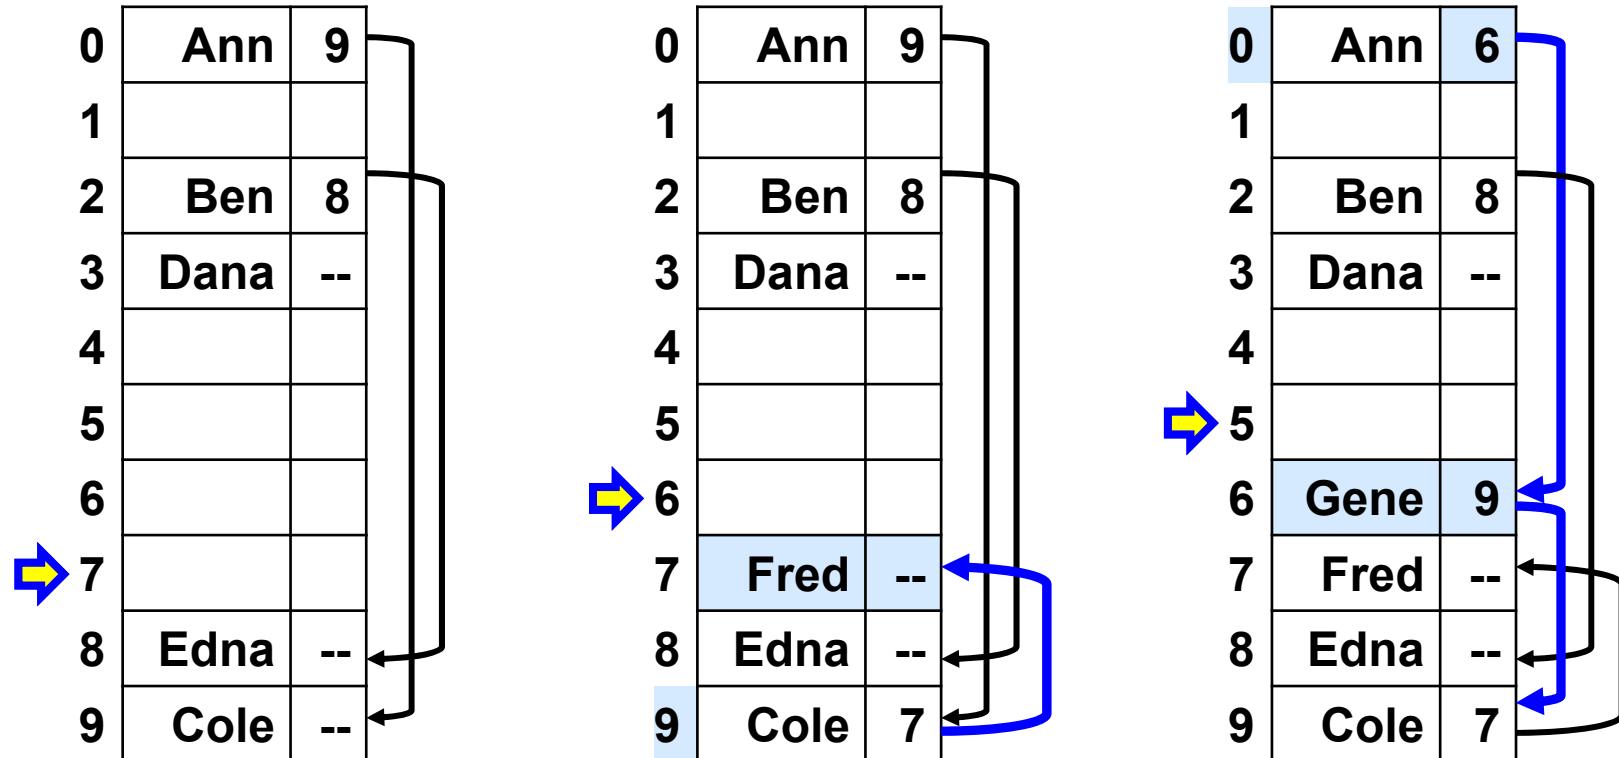 0 Ann 9
1
2 Ben 8
3 Dana --
4
5
6
7
8 Edna --
9 Cole --
0 Ann 9
1
2 Ben 8
3 Dana --
4
5
6
7 Fred --
8 Edna --
9 Cole 7
0 Ann 6
1
2 Ben 8
3 Dana --
4
5
6 Gene 9
7 Fred --
8 Edna --
9 Cole 7